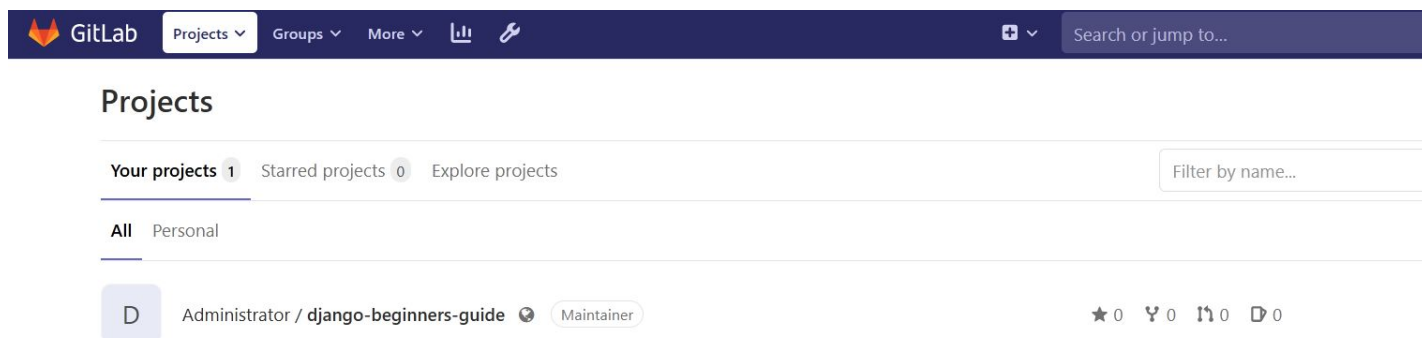 GitLab Projects Groups More Search or jump to...
Projects
Your projects 1 Starred projects 0 Explore projects Filter by name...
All Personal
D Administrator / django-beginners-guide Maintainer 0 0 0 0